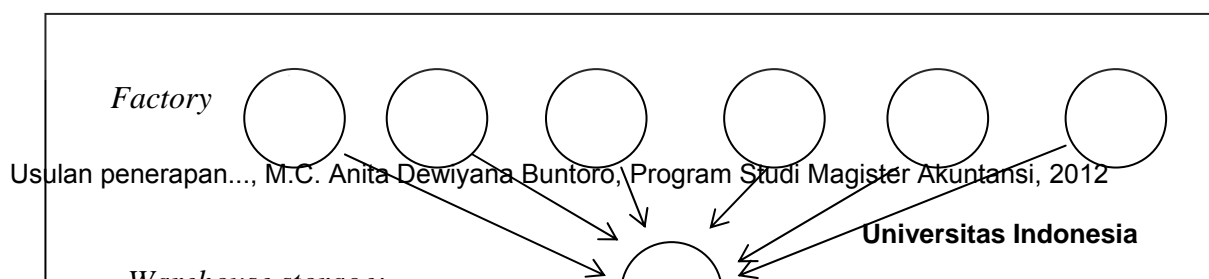 Factory
Usulan penerapan..., M.C. Anita Dewiyana Buntoro, Program Studi Magister Akuntansi, 2012
Universitas Indonesia
Warehouse storage: